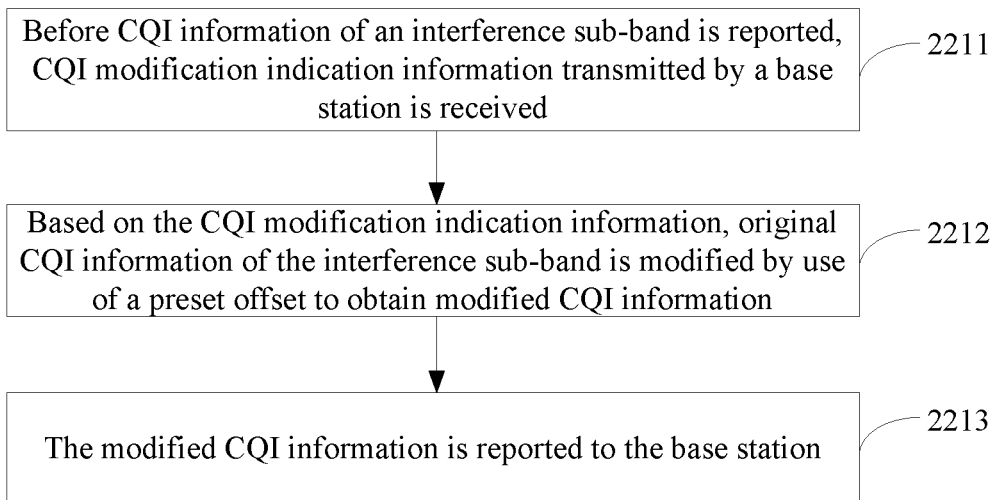 Before CQI information of an interference sub-band is reported,
CQI modification indication information transmitted by a base
station is received
2211
Based on the CQI modification indication information, original
CQI information of the interference sub-band is modified by use
of a preset offset to obtain modified CQI information
2212
The modified CQI information is reported to the base station
2213